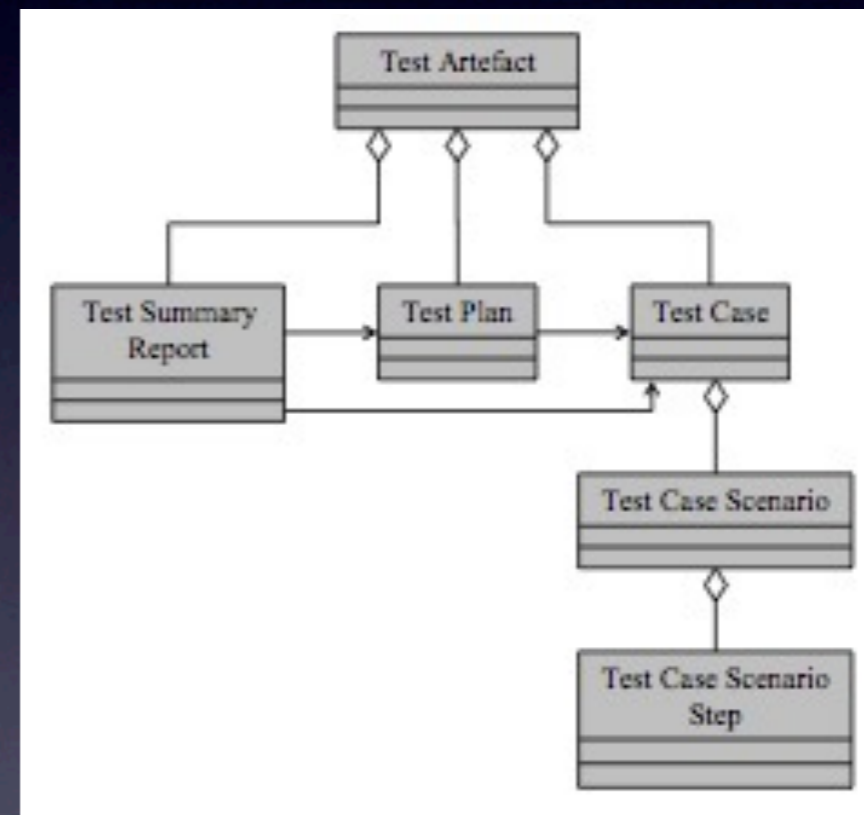 Test Artefact
Test Summary
Report
Test Plan
Test Case
Test Case Scenario
Test Case Scenario
Step